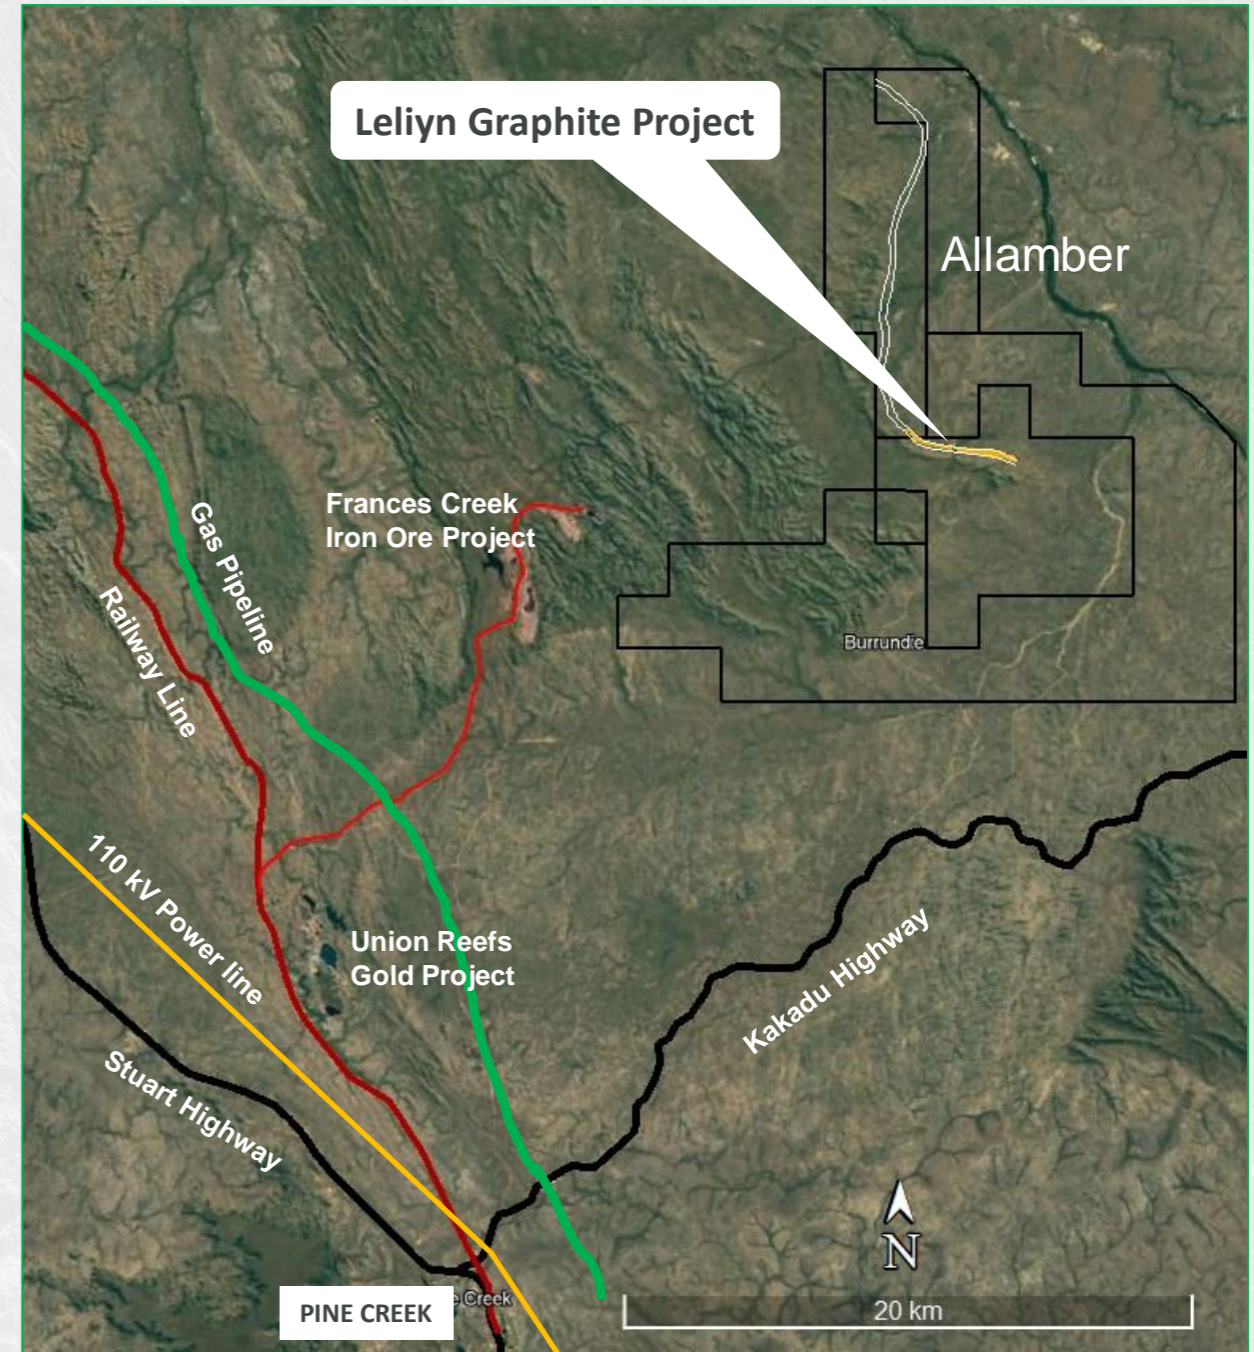 Leliyn Graphite Project
Allamber
Frances Creek
Iron Ore Project
Gas Pipeline
Railway Line
Burrundie
110 kV Power line
Union Reefs
Gold Project
Kakadu Highway
Stuart Highway
N
PINE CREEK
Creek
20 km